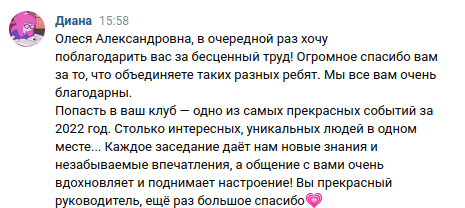 Диана 15:58
Олеся Александровна, в очередной раз хочу
поблагодарить вас за бесценный труд! Огромное спасибо вам
за то, что объединяете таких разных ребят. Мы все вам очень
благодарны.
Попасть в ваш клуб — одно из самых прекрасных событий за
2022 год. Столько интересных, уникальных людей в одном
месте... Каждое заседание даёт нам новые знания и
незабываемые впечатления, а общение с вами очень
вдохновляет и поднимает настроение! Вы прекрасный
руководитель, ещё раз большое спасибо💗